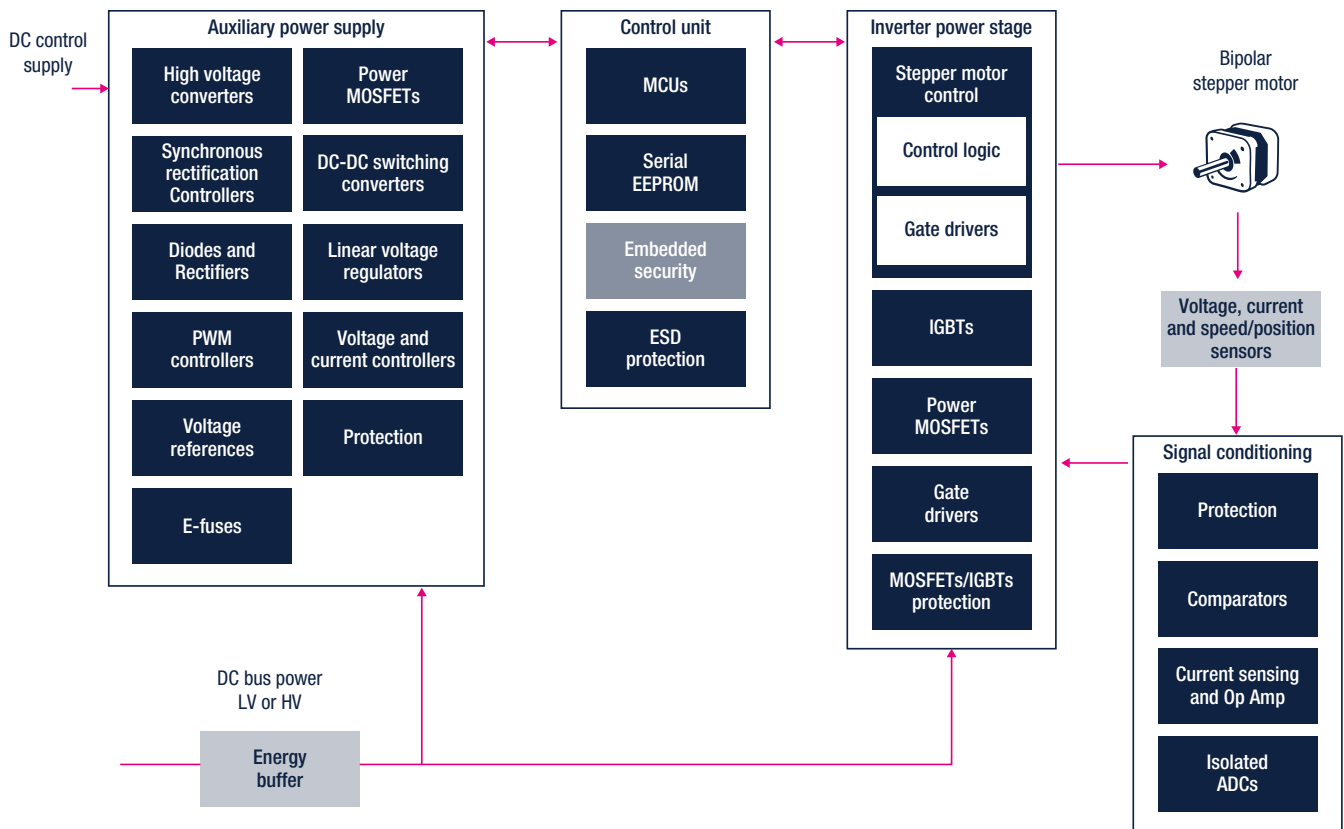 DC control
supply
Auxiliary power supply
High voltage
converters
Power
MOSFETs
Synchronous
rectification
Controllers
DC-DC switching
converters
Diodes and
Rectifiers
Linear voltage
regulators
PWM
controllers
Voltage and
current controllers
Voltage
references
Protection
E-fuses
Control unit
MCUs
Serial
EEPROM
Embedded
security
ESD
protection
Inverter power stage
Stepper motor
control
Control logic
Gate drivers
IGBTs
Power
MOSFETs
Gate
drivers
MOSFETs/IGBTs
protection
Bipolar
stepper motor
Voltage, current
and speed/position
sensors
Signal conditioning
Protection
Comparators
Current sensing
and Op Amp
Isolated
ADCs
DC bus power
LV or HV
Energy
buffer